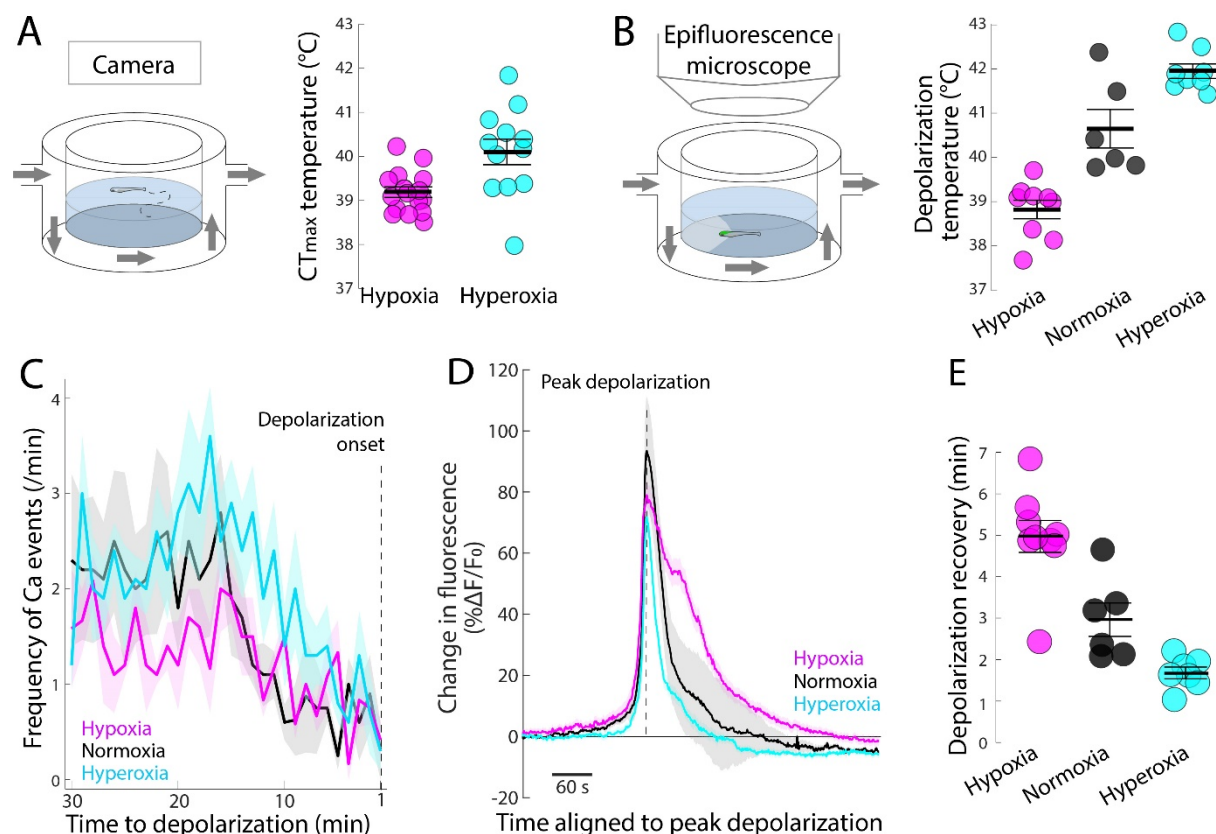 A
Camera
CTmax temperature (°C)
43
42
41
40
39
38
37
Hypoxia
Hyperoxia
B
Epifluorescence
microscope
Depolarization
temperature (°C)
43
42
41
40
39
38
37
Hypoxia
Normoxia
Hyperoxia
C
Frequency of Ca events (/min)
4
3
2
1
0
Depolarization
onset
Hypoxia
Normoxia
Hyperoxia
30
20
10
1
Time to depolarization (min)
D
Change in fluorescence
(%ΔF/F₀)
120
100
80
60
40
20
0
-20
Peak depolarization
Hypoxia
Normoxia
Hyperoxia
60 s
Time aligned to peak depolarization
E
Depolarization recovery (min)
7
6
5
4
3
2
1
0
Hypoxia
Normoxia
Hyperoxia